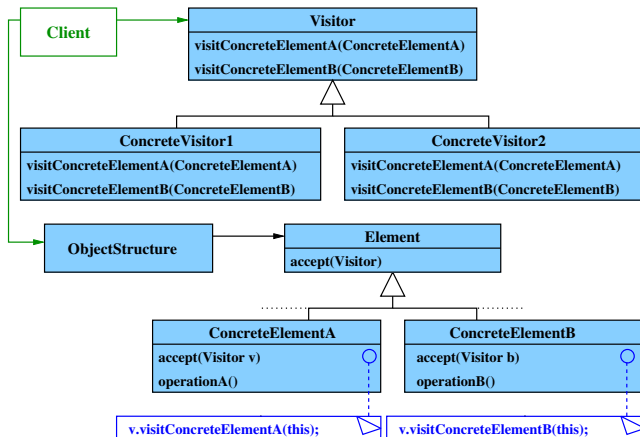 Visitor
Client
visitConcreteElementA(ConcreteElementA)
visitConcreteElementB(ConcreteElementB)
ConcreteVisitor1
visitConcreteElementA(ConcreteElementA)
visitConcreteElementB(ConcreteElementB)
ConcreteVisitor2
visitConcreteElementA(ConcreteElementA)
visitConcreteElementB(ConcreteElementB)
ObjectStructure
Element
accept(Visitor)
ConcreteElementA
accept(Visitor v)
operationA()
ConcreteElementB
accept(Visitor b)
operationB()
v.visitConcreteElementA(this);
v.visitConcreteElementB(this);